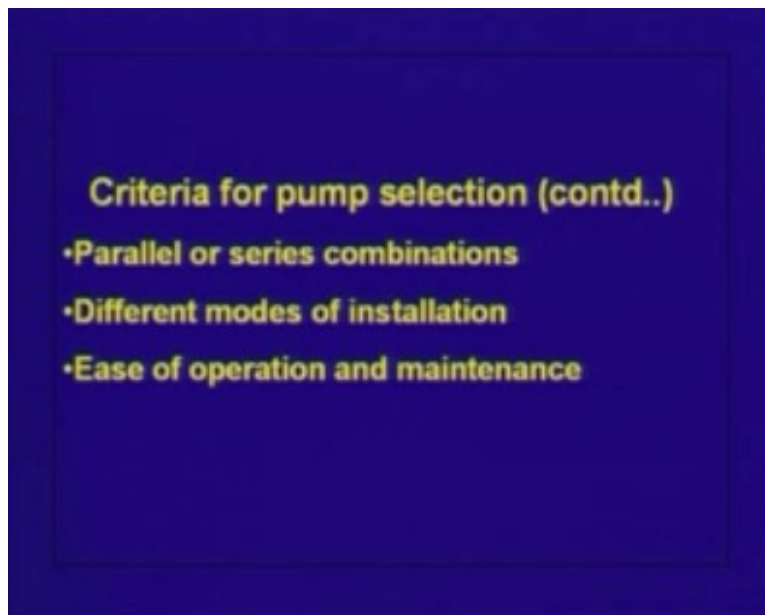 Criteria for pump selection (contd..)
•Parallel or series combinations
•Different modes of installation
•Ease of operation and maintenance